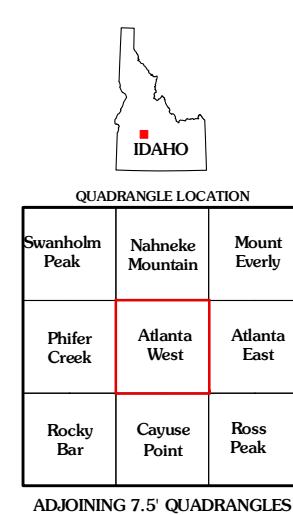 IDAHO
QUADRANGLE LOCATION
Swanholm
Peak
Nahneke
Mountain
Mount
Everly
Phifer
Creek
Atlanta
West
Atlanta
East
Rocky
Bar
Cayuse
Point
Ross
Peak
ADJOINING 7.5' QUADRANGLES